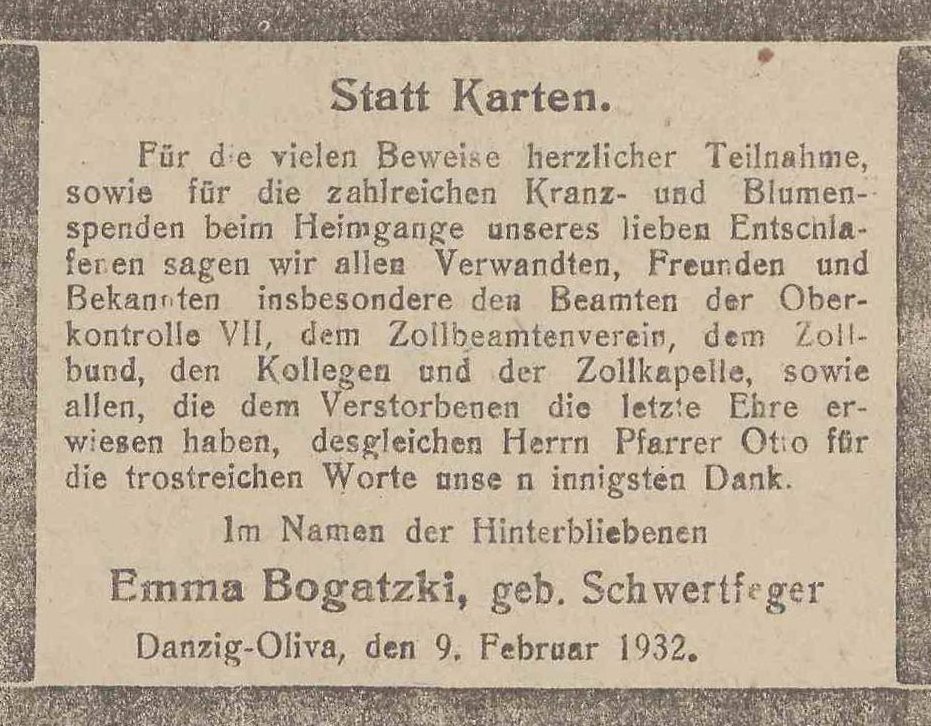 Statt Karten.
Für die vielen Beweise herzlicher Teilnahme,
sowie für die zahlreichen Kranz- und Blumen-
spenden beim Heimgange unseres lieben Entschla-
fenen sagen wir allen Verwandten, Freunden und
Bekannten insbesondere den Beamten der Ober-
kontrolle VII, dem Zollbeamtenverein, dem Zoll-
bund, den Kollegen und der Zollkapelle, sowie
allen, die dem Verstorbenen die letzte Ehre er-
wiesen haben, desgleichen Herrn Pfarrer Otto für
die trostreichen Worte unse n innigsten Dank.
Im Namen der Hinterbliebenen
Emma Bogatzki, geb. Schwertfeger
Danzig-Oliva, den 9. Februar 1932.